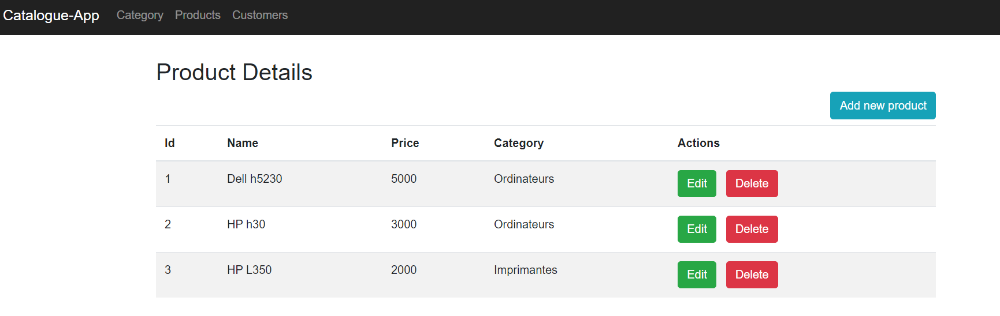 Catalogue-App Category Products Customers
Product Details
Add new product
Id Name Price Category Actions
1 Dell h5230 5000 Ordinateurs Edit Delete
2 HP h30 3000 Ordinateurs Edit Delete
3 HP L350 2000 Imprimantes Edit Delete